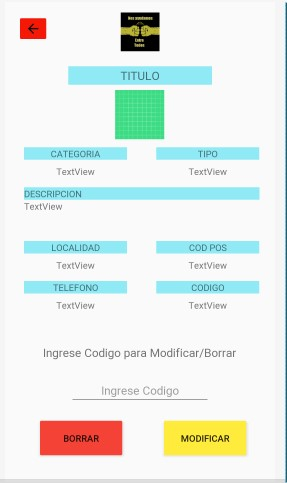 Nos ayudamos
Entre
Todos
TITULO
CATEGORIA TIPO
TextView TextView
DESCRIPCION
TextView
LOCALIDAD COD POS
TextView TextView
TELEFONO CODIGO
TextView TextView
Ingrese Codigo para Modificar/Borrar
Ingrese Codigo
BORRAR MODIFICAR